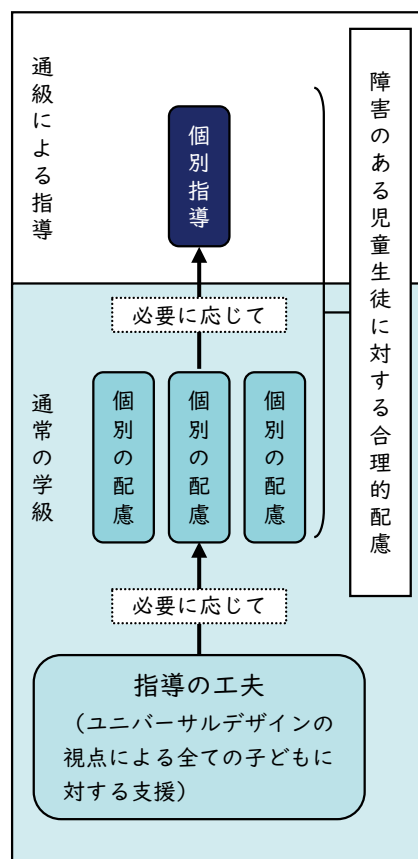 通級による指導
個別指導
障害のある児童生徒に対する合理的配慮
必要に応じて
通常の学級
個別の配慮
個別の配慮
個別の配慮
必要に応じて
指導の工夫
（ユニバーサルデザインの
視点による全ての子どもに
対する支援）